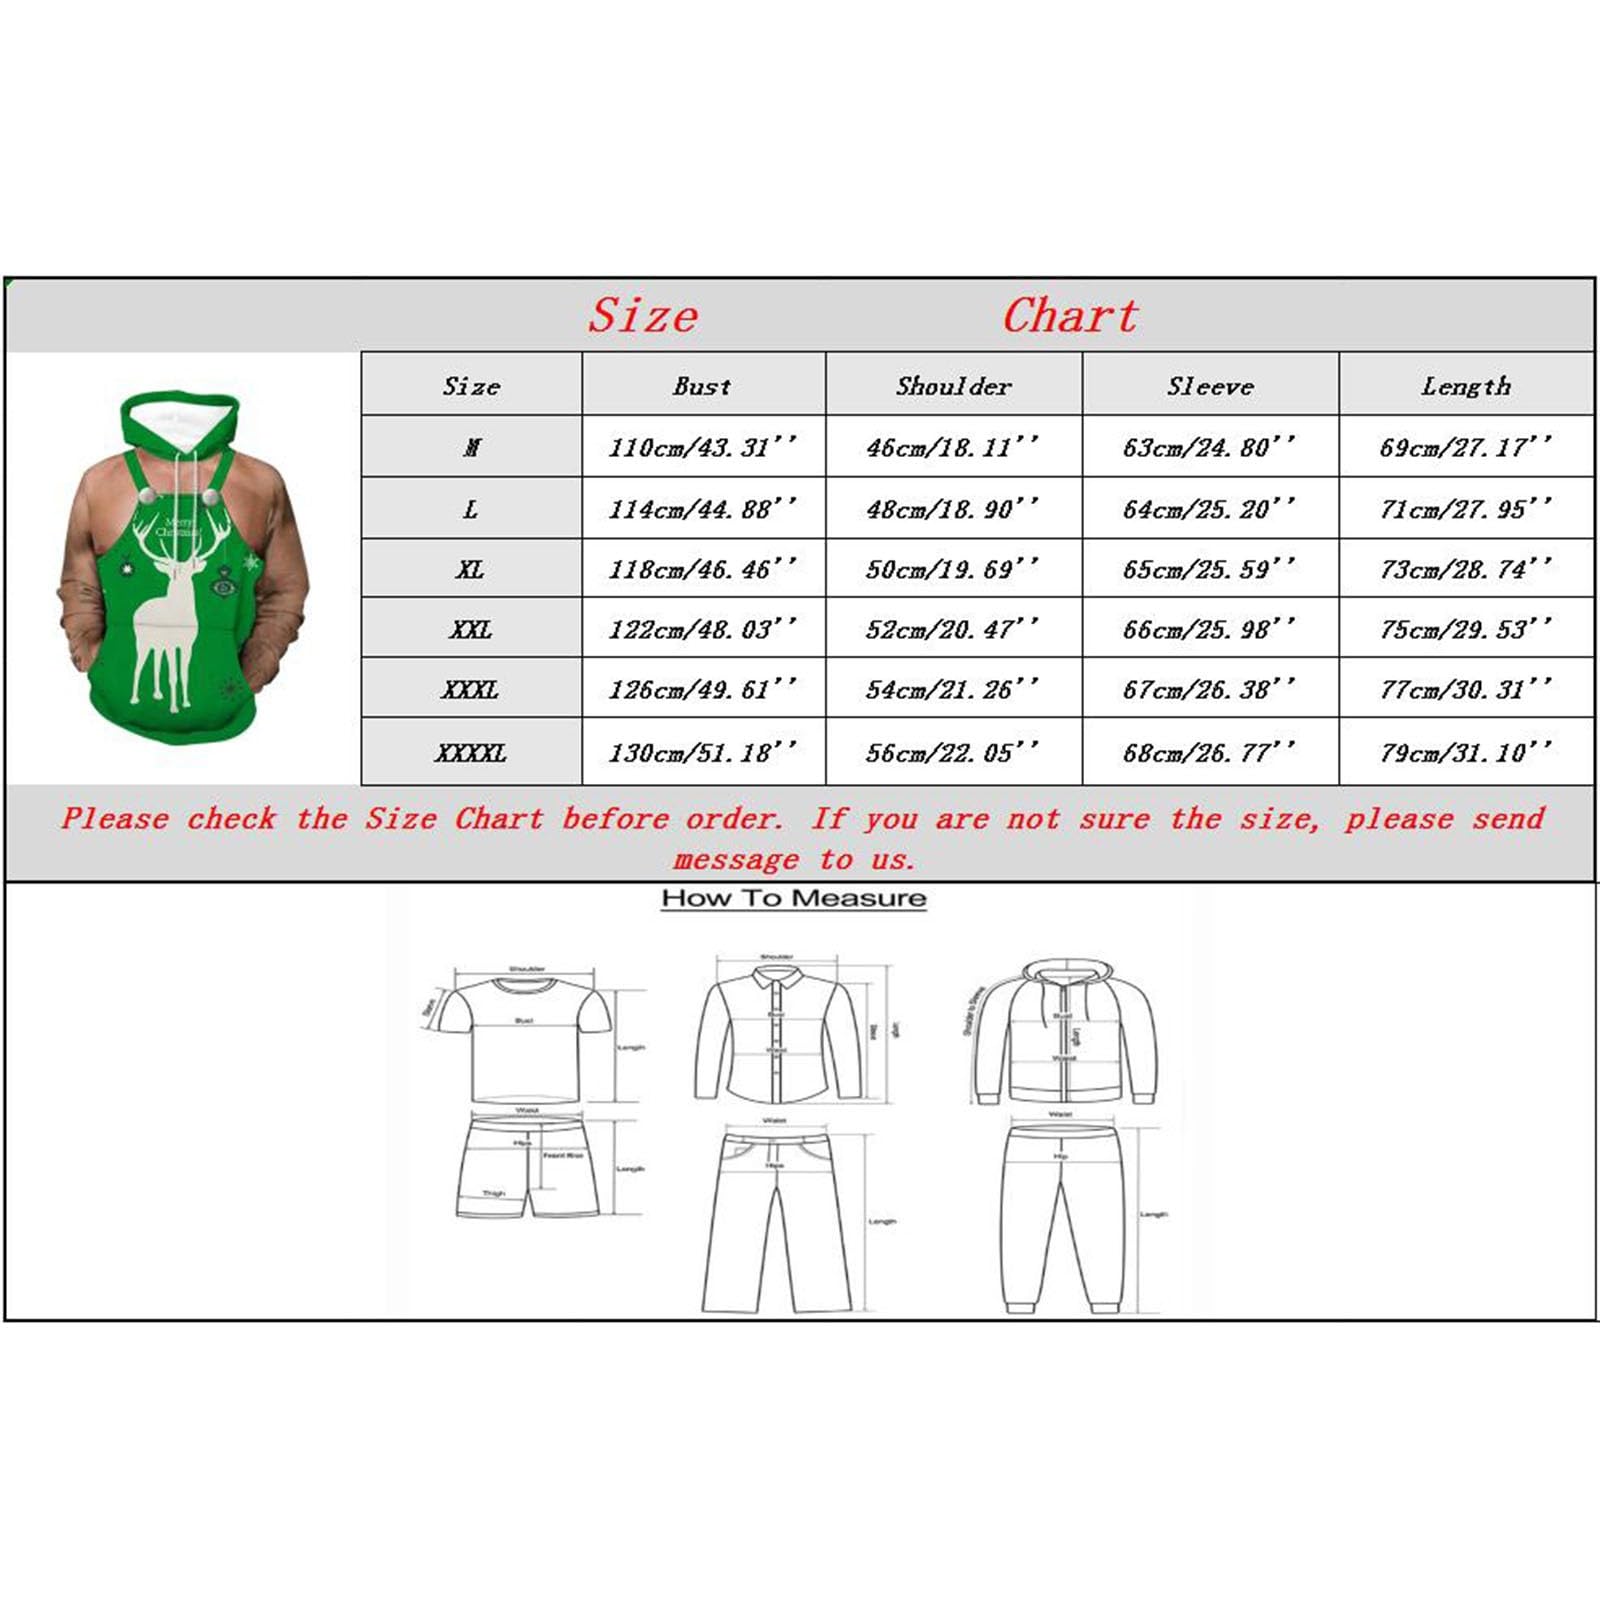 Size Chart
Size Bust Shoulder Sleeve Length
M 110cm/43.31'' 46cm/18.11'' 63cm/24.80'' 69cm/27.17''
L 114cm/44.88'' 48cm/18.90'' 64cm/25.20'' 71cm/27.95''
XL 118cm/46.46'' 50cm/19.69'' 65cm/25.59'' 73cm/28.74''
XXL 122cm/48.03'' 52cm/20.47'' 66cm/25.98'' 75cm/29.53''
XXXL 126cm/49.61'' 54cm/21.26'' 67cm/26.38'' 77cm/30.31''
XXXXL 130cm/51.18'' 56cm/22.05'' 68cm/26.77'' 79cm/31.10''
Merry
Christmas!
Please check the Size Chart before order. If you are not sure the size, please send
message to us.
How To Measure
Shoulder
Sleeve
Bust
Length
Waist
Hips
Front Rise
Thigh
Length
Shoulder
Bust
Waist
Sleeve
Length
Waist
Hips
Length
Shoulder to Sleeve
Bust
Length
Waist
Waist
Hip
Length